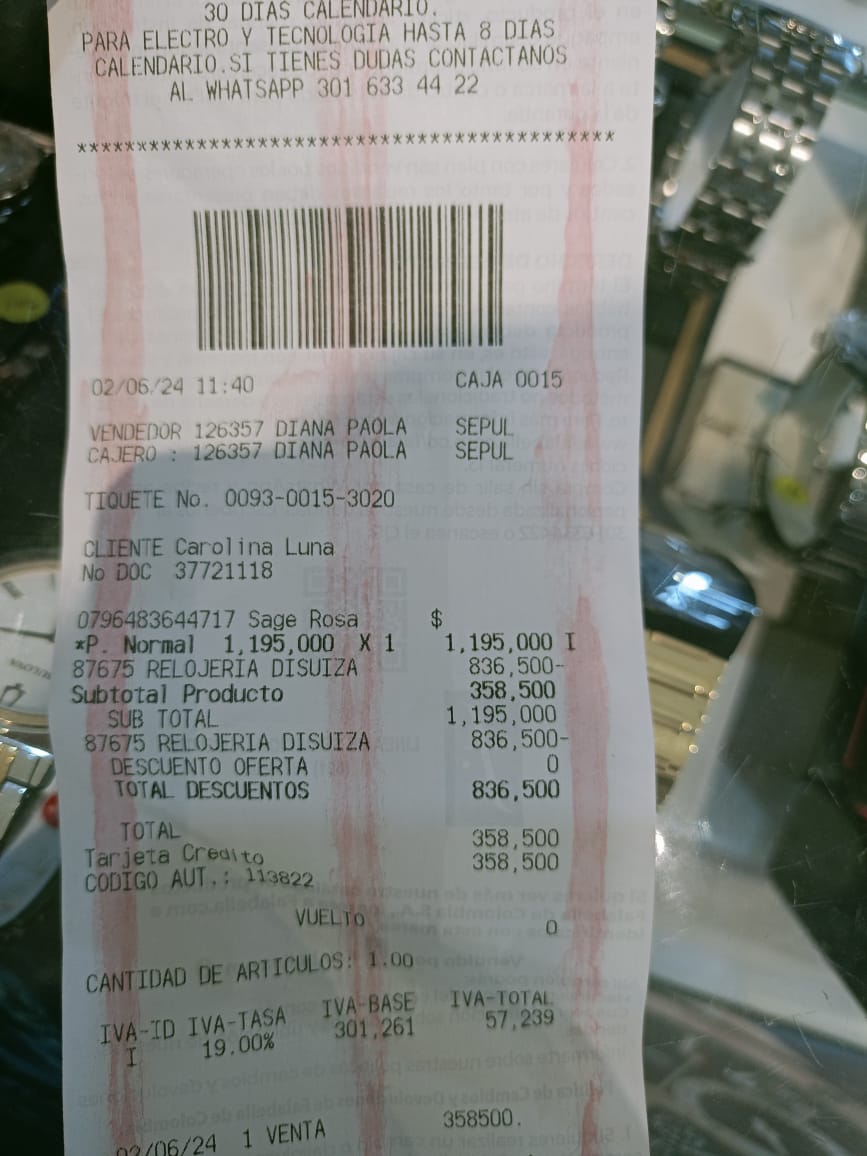 30 DIAS CALENDARIO.
PARA ELECTRO Y TECNOLOGIA HASTA 8 DIAS
CALENDARIO.SI TIENES DUDAS CONTACTANOS
AL WHATSAPP 301 633 44 22
*******************************************
02/06/24 11:40 CAJA 0015
VENDEDOR 126357 DIANA PAOLA SEPUL
CAJERO : 126357 DIANA PAOLA SEPUL
TIQUETE No. 0093-0015-3020
CLIENTE Carolina Luna
No DOC 37721118
0796483644717 Sage Rosa $
*P. Normal 1,195,000 X 1 1,195,000 I
87675 RELOJERIA DISUIZA 836,500-
Subtotal Producto 358,500
SUB TOTAL 1,195,000
87675 RELOJERIA DISUIZA 836,500-
DESCUENTO OFERTA 0
TOTAL DESCUENTOS 836,500
TOTAL 358,500
Tarjeta Credito 358,500
CODIGO AUT.: 113822
VUELTO 0
CANTIDAD DE ARTICULOS: 1.00
IVA-ID IVA-TASA IVA-BASE IVA-TOTAL
I 19.00% 301,261 57,239
358500.
02/06/24 1 VENTA